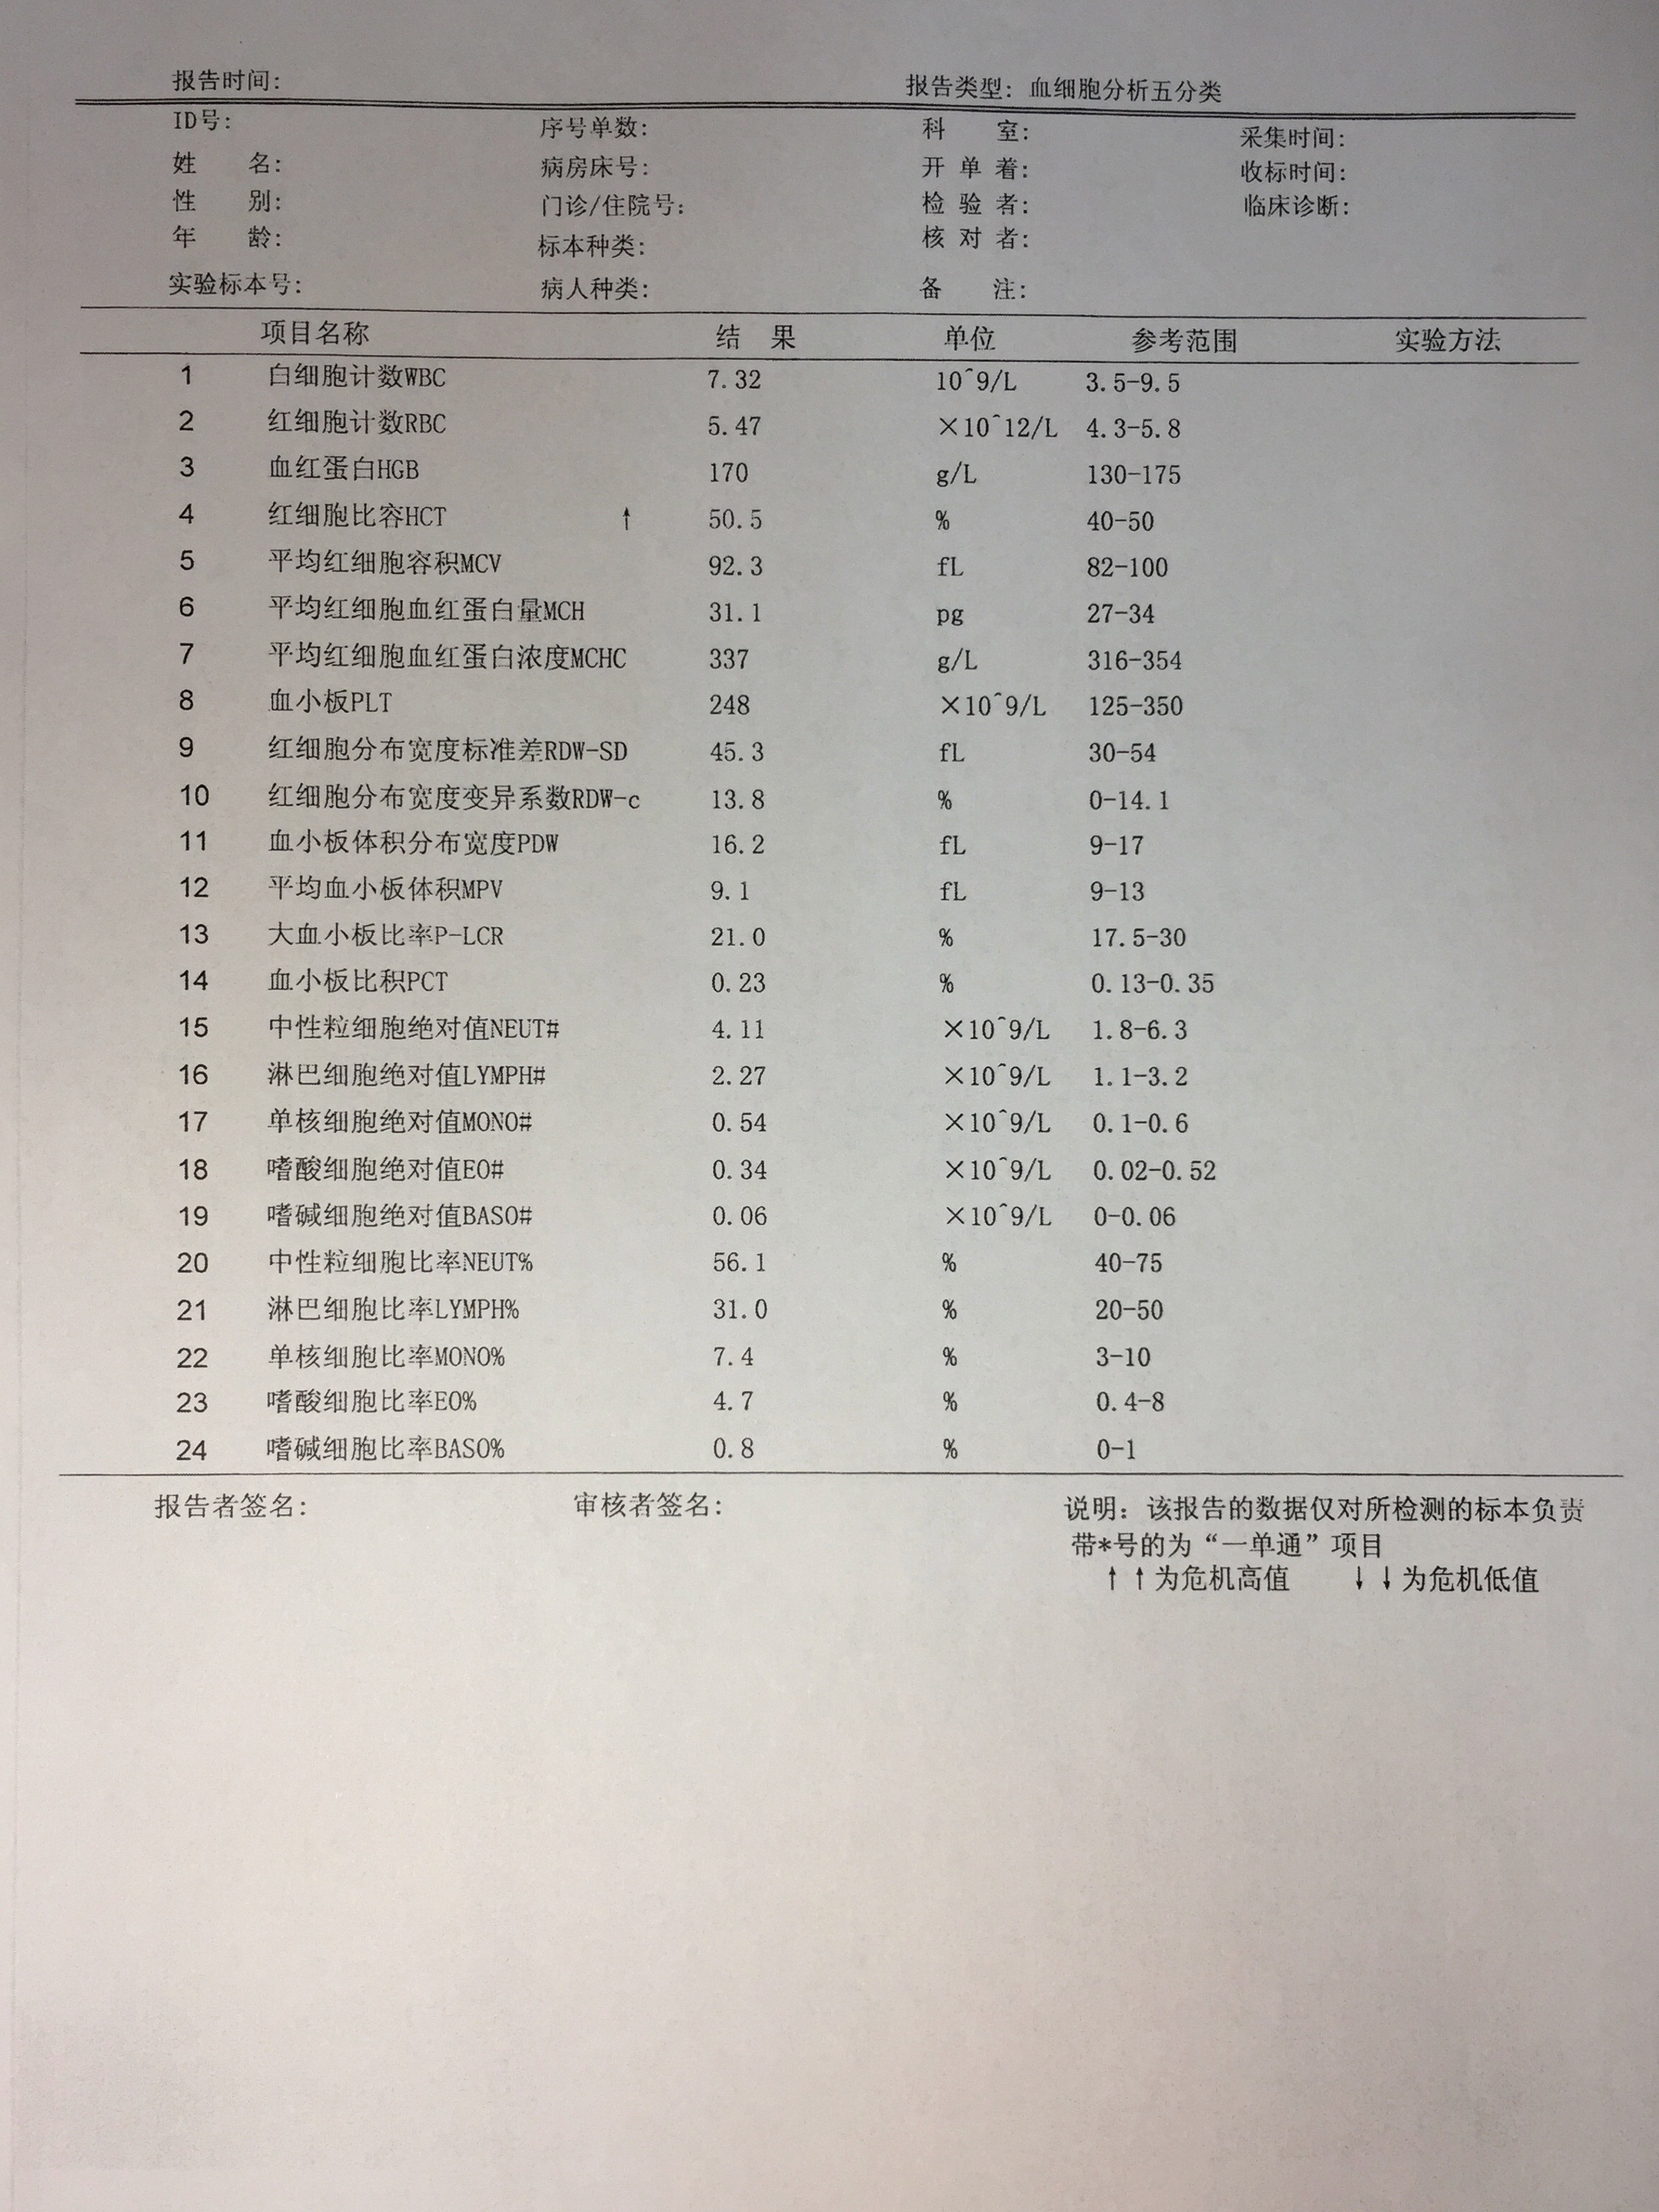 报告时间: 报告类型: 血细胞分析五分类
ID号: 序号单数: 科 室: 采集时间:
姓 名: 病房床号: 开 单 着: 收标时间:
性 别: 门诊/住院号: 检 验 者: 临床诊断:
年 龄: 标本种类: 核 对 者:
实验标本号: 病人种类: 备 注:
项目名称 结 果 单位 参考范围 实验方法
1 白细胞计数WBC 7.32 10^9/L 3.5-9.5
2 红细胞计数RBC 5.47 ×10^12/L 4.3-5.8
3 血红蛋白HGB 170 g/L 130-175
4 红细胞比容HCT ↑ 50.5 % 40-50
5 平均红细胞容积MCV 92.3 fL 82-100
6 平均红细胞血红蛋白量MCH 31.1 pg 27-34
7 平均红细胞血红蛋白浓度MCHC 337 g/L 316-354
8 血小板PLT 248 ×10^9/L 125-350
9 红细胞分布宽度标准差RDW-SD 45.3 fL 30-54
10 红细胞分布宽度变异系数RDW-c 13.8 % 0-14.1
11 血小板体积分布宽度PDW 16.2 fL 9-17
12 平均血小板体积MPV 9.1 fL 9-13
13 大血小板比率P-LCR 21.0 % 17.5-30
14 血小板比积PCT 0.23 % 0.13-0.35
15 中性粒细胞绝对值NEUT# 4.11 ×10^9/L 1.8-6.3
16 淋巴细胞绝对值LYMPH# 2.27 ×10^9/L 1.1-3.2
17 单核细胞绝对值MONO# 0.54 ×10^9/L 0.1-0.6
18 嗜酸细胞绝对值EO# 0.34 ×10^9/L 0.02-0.52
19 嗜碱细胞绝对值BASO# 0.06 ×10^9/L 0-0.06
20 中性粒细胞比率NEUT% 56.1 % 40-75
21 淋巴细胞比率LYMPH% 31.0 % 20-50
22 单核细胞比率MONO% 7.4 % 3-10
23 嗜酸细胞比率EO% 4.7 % 0.4-8
24 嗜碱细胞比率BASO% 0.8 % 0-1
报告者签名: 审核者签名: 说明: 该报告的数据仅对所检测的标本负责
带*号的为“一单通”项目
↑↑为危机高值 ↓↓为危机低值